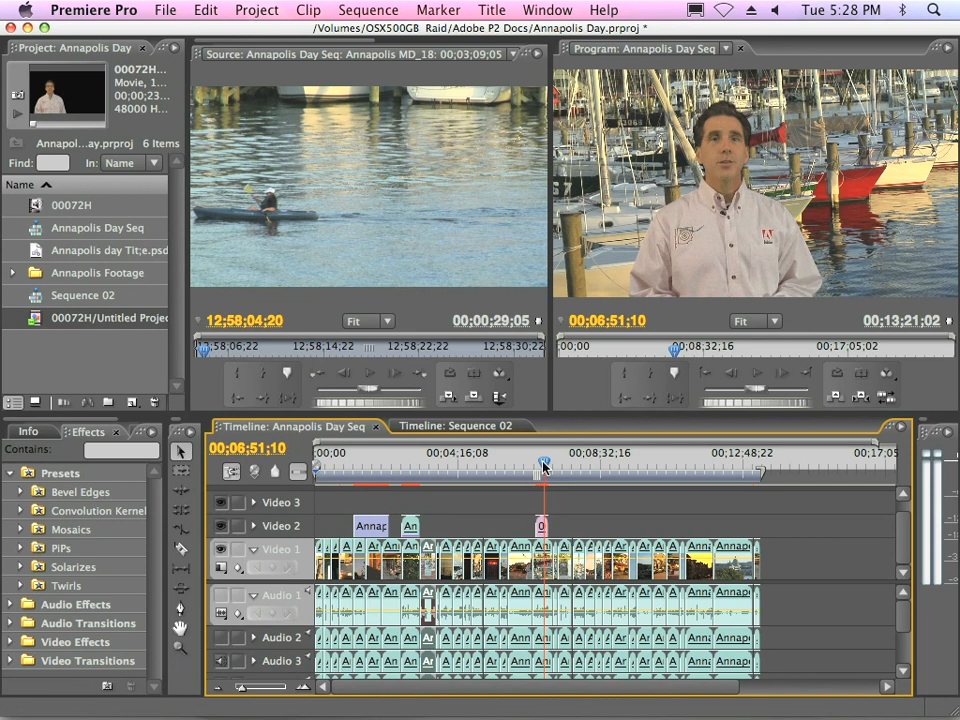 Premiere Pro File Edit Project Clip Sequence Marker Title Window Help Tue 5:28 PM
/Volumes/OSX500GB Raid/Adobe P2 Docs/Annapolis Day.prproj *
Project: Annapolis Day
00072H...
Movie, 1...
00;00;23...
48000 H...
Annapol...ay.prproj 6 Items
Find: In: Name
Name
00072H
Annapolis Day Seq
Annapolis day Tit;e.psd
Annapolis Footage
Sequence 02
00072H/Untitled Projec
Source: Annapolis Day Seq: Annapolis MD_18: 00;03;09;05
12;58;04;20 Fit 00;00;29;05
12;58;06;22 12;58;14;22 12;58;22;22 12;58;30;22
Program: Annapolis Day Seq
00;06;51;10 Fit 00;13;21;02
;00;00 00;08;32;16 00;17;05;02
Info Effects
Contains:
Presets
Bevel Edges
Convolution Kernel
Mosaics
PiPs
Solarizes
Twirls
Audio Effects
Audio Transitions
Video Effects
Video Transitions
Timeline: Annapolis Day Seq Timeline: Sequence 02
00;06;51;10
;00;00 00;04;16;08 00;08;32;16 00;12;48;22 00;17;05
Video 3
Video 2 Annap An 0
Video 1
Audio 1
Audio 2
Audio 3